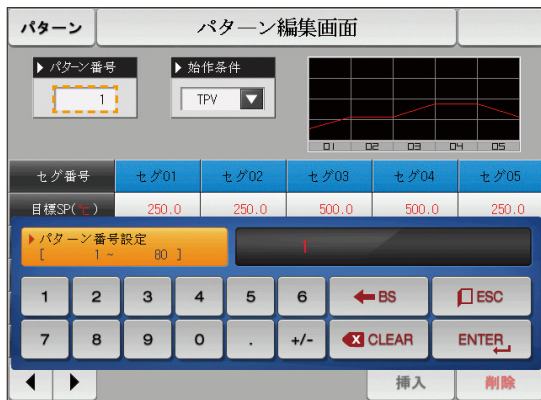 パターン
パターン編集画面
▶ パターン番号
1
▶ 始作条件
TPV
01 02 03 04 05
セグ番号 セグ01 セグ02 セグ03 セグ04 セグ05
目標SP(℃) 250.0 250.0 500.0 500.0 250.0
▶ パターン番号設定
[ 1 ~ 80 ]
1
1 2 3 4 5 6 BS ESC
7 8 9 0 . +/- CLEAR ENTER
挿入 削除